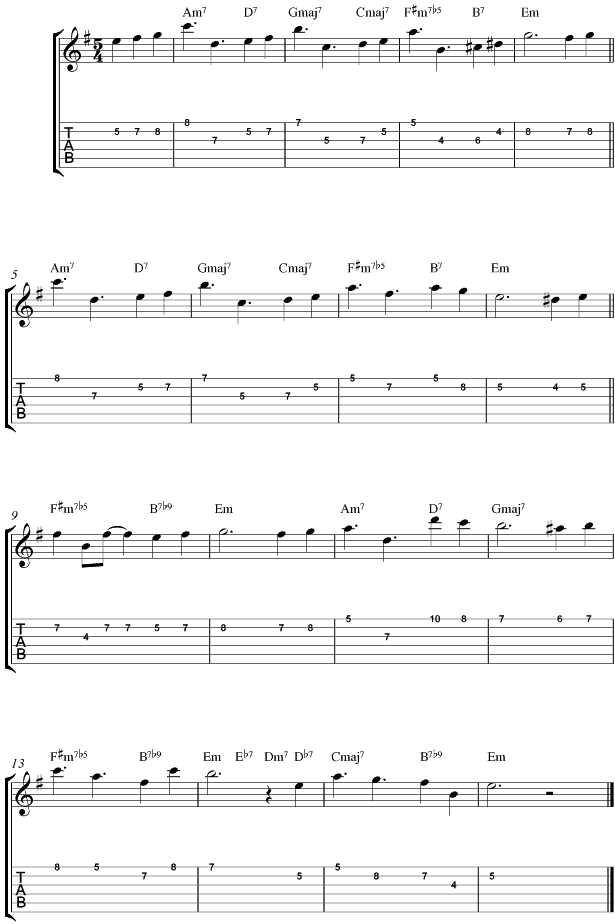 Am7 D7 Gmaj7 Cmaj7 F♯m7♭5 B7 Em
5
4
8 7 5
5 7 8 5 7 5 4 8 7 8
7 5 7 4 6
T
A
B
5 Am7 D7 Gmaj7 Cmaj7 F♯m7♭5 B7 Em
8 7 5 5
5 7 5 7 8 5 4 5
7 5 7
T
A
B
9 F♯m7♭5 B7♭9 Em Am7 D7 Gmaj7
5 10 8 7 6 7
7 7 7 5 7 8 7 8
4 7
T
A
B
13 F♯m7♭5 B7♭9 Em E♭7 Dm7 D♭7 Cmaj7 B7♭9 Em
8 5 8 7 5
7 5 8 7 5
4
T
A
B